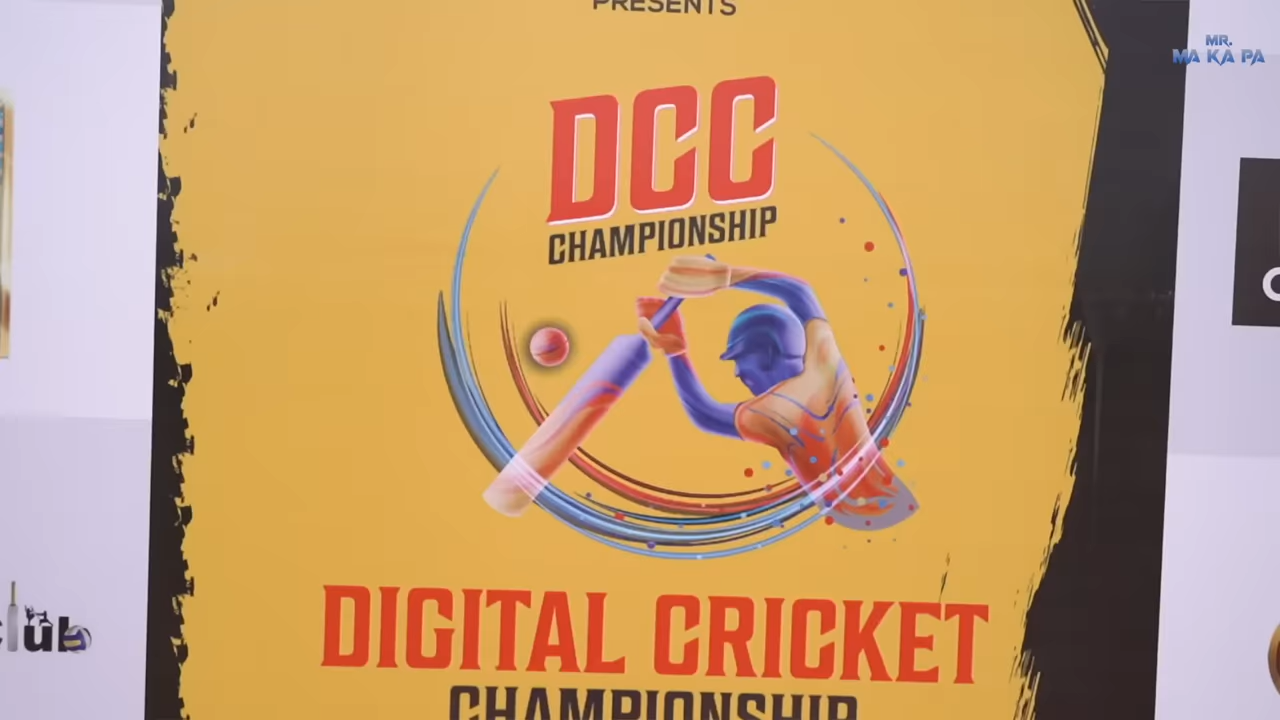 PRESENTS
MR.
MA KA PA
DCC
CHAMPIONSHIP
DIGITAL CRICKET
CHAMPIONSHIP